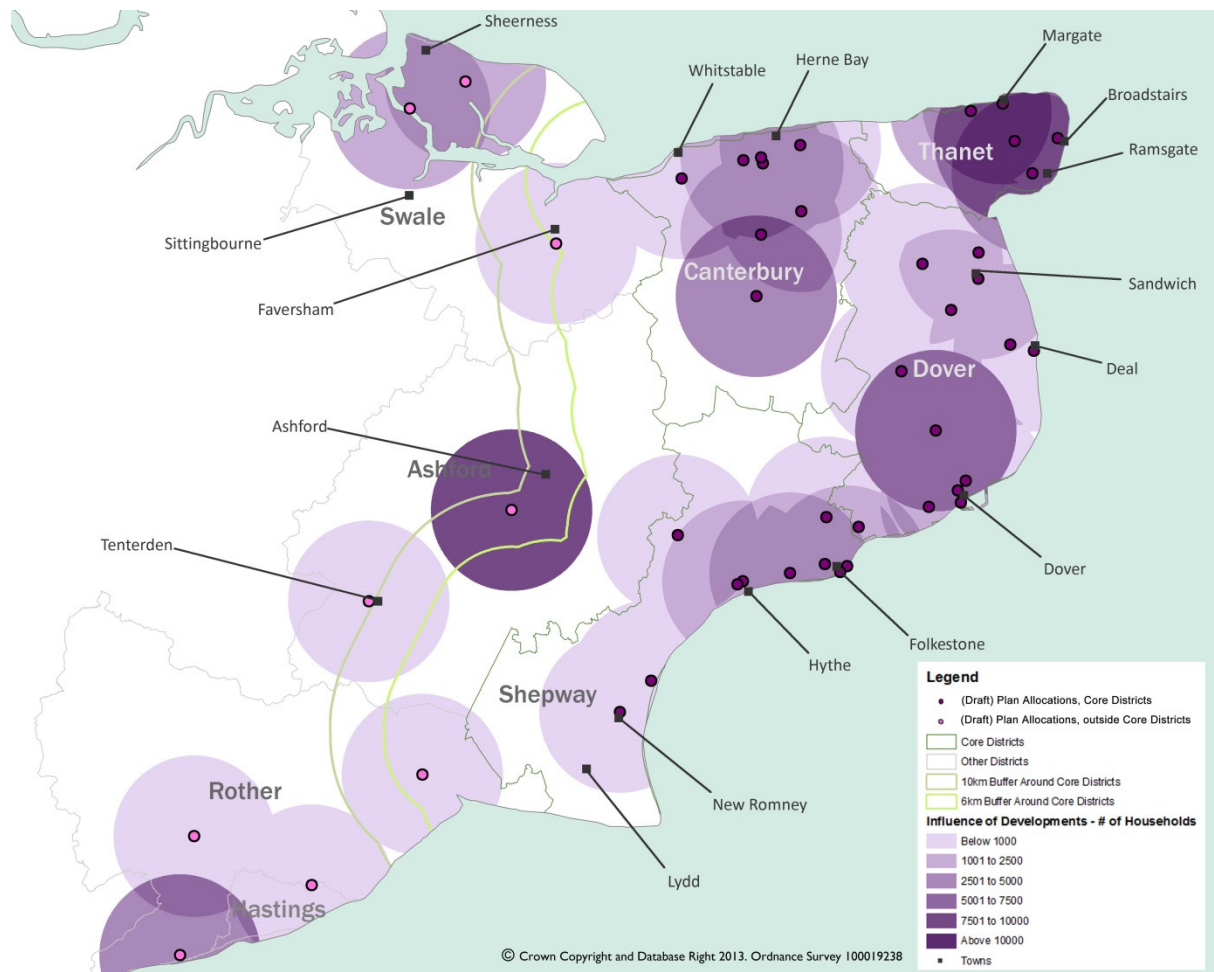 Sheerness
Margate
Whitstable
Herne Bay
Broadstairs
Thanet
Ramsgate
Swale
Sittingbourne
Canterbury
Sandwich
Faversham
Deal
Dover
Ashford
Ashford
Tenterden
Dover
Folkestone
Hythe
Shepway
Rother
New Romney
Lydd
Hastings
Legend
(Draft) Plan Allocations, Core Districts
(Draft) Plan Allocations, outside Core Districts
Core Districts
Other Districts
10km Buffer Around Core Districts
6km Buffer Around Core Districts
Influence of Developments - # of Households
Below 1000
1001 to 2500
2501 to 5000
5001 to 7500
7501 to 10000
Above 10000
Towns
© Crown Copyright and Database Right 2013. Ordnance Survey 100019238